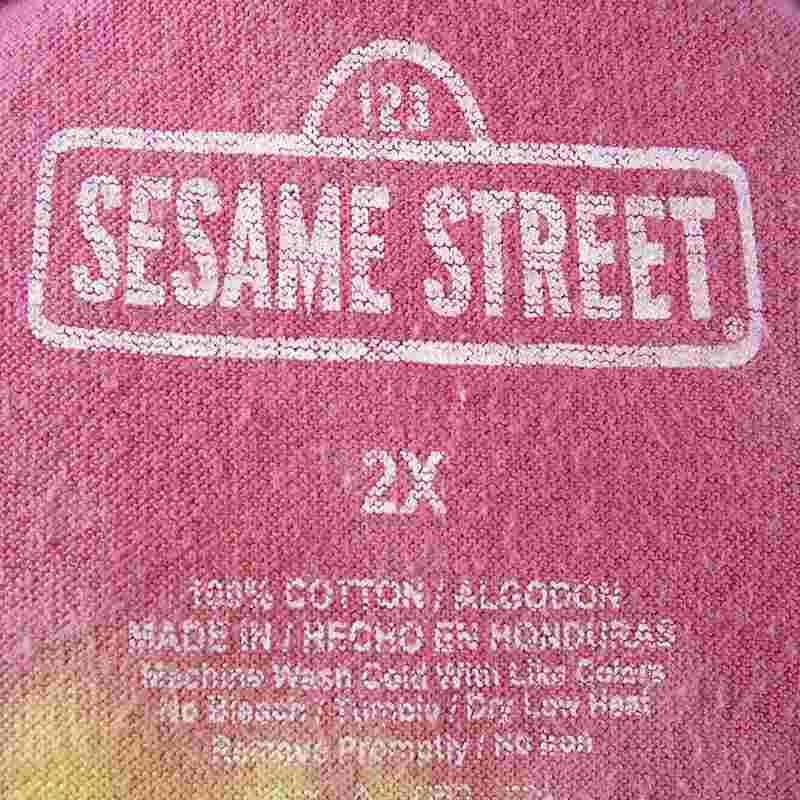 123
SESAME STREET®
2X
100% COTTON / ALGODON
MADE IN / HECHO EN HONDURAS
Machine Wash Cold With Like Colors
No Bleach / Tumble / Dry Low Heat
Remove Promptly / No Iron